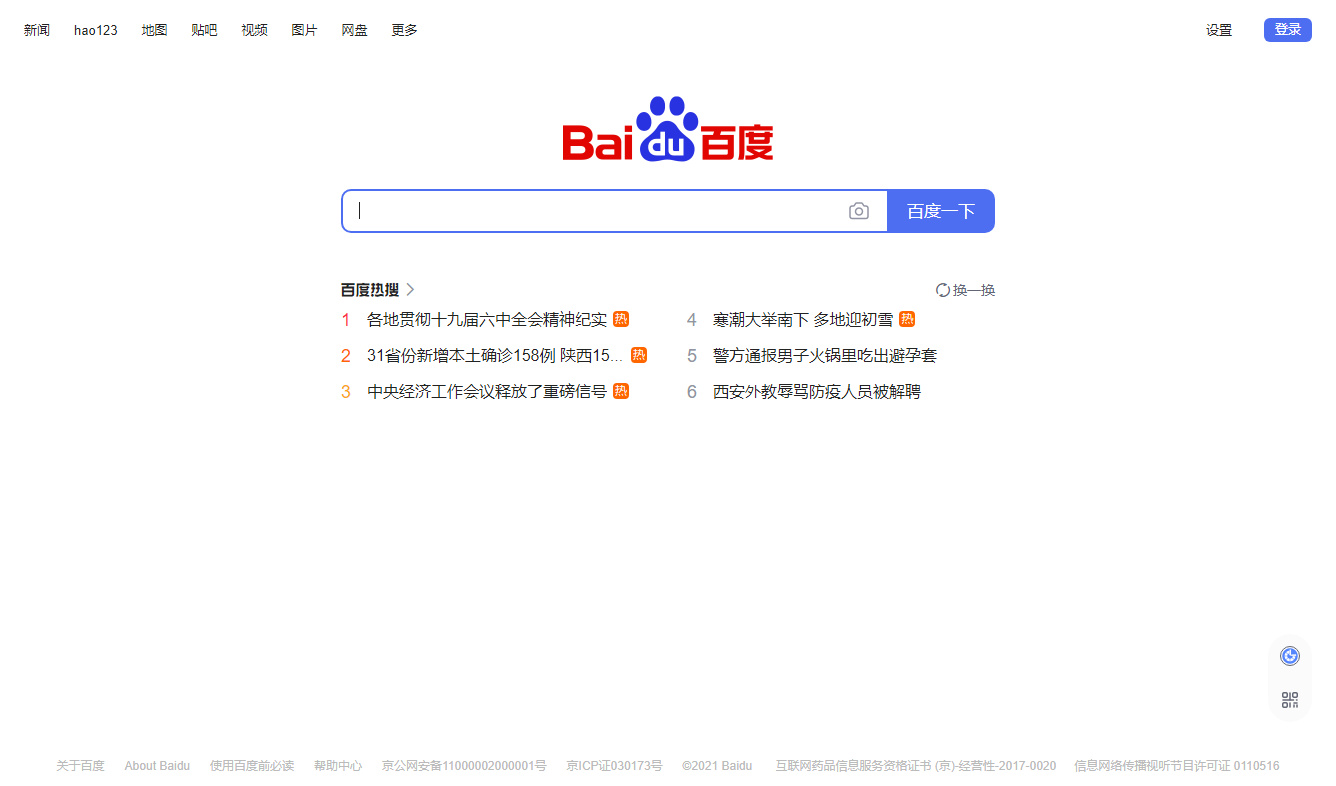 新闻 hao123 地图 贴吧 视频 图片 网盘 更多 设置 登录
Bai du 百度
百度一下
百度热搜 换一换
1 各地贯彻十九届六中全会精神纪实 热
2 31省份新增本土确诊158例 陕西15... 热
3 中央经济工作会议释放了重磅信号 热
4 寒潮大举南下 多地迎初雪 热
5 警方通报男子火锅里吃出避孕套
6 西安外教辱骂防疫人员被解聘
关于百度 About Baidu 使用百度前必读 帮助中心 京公网安备11000002000001号 京ICP证030173号 ©2021 Baidu 互联网药品信息服务资格证书 (京)-经营性-2017-0020 信息网络传播视听节目许可证 0110516